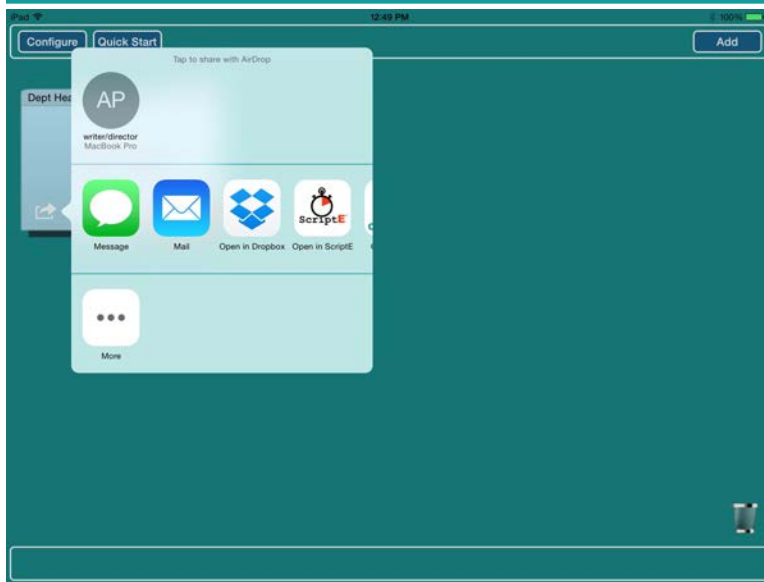 iPad 12:49 PM 100%
Configure Quick Start Add
Tap to share with AirDrop
Dept Hea
AP
writer/director
MacBook Pro
ScriptE
Message Mail Open in Dropbox Open in ScriptE
More